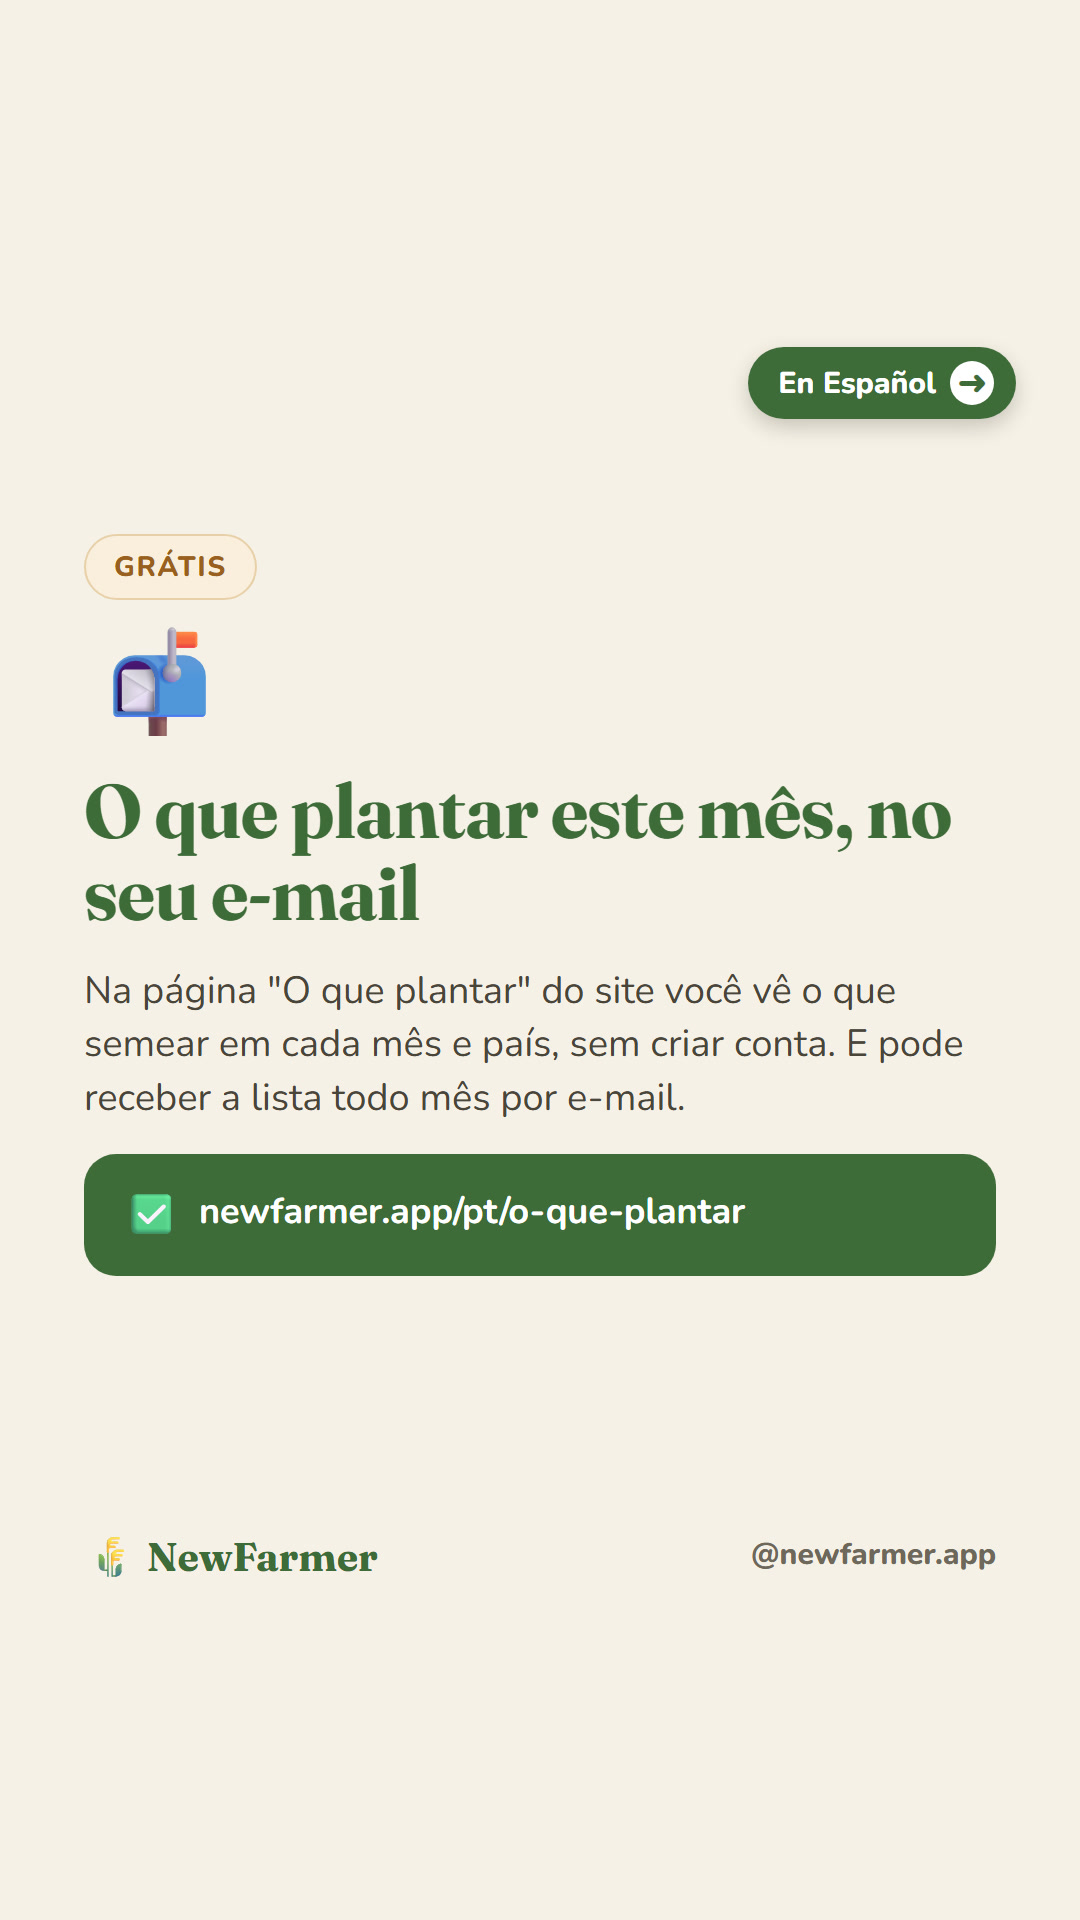 En Español
GRÁTIS
O que plantar este mês, no
seu e-mail
Na página "O que plantar" do site você vê o que
semear em cada mês e país, sem criar conta. E pode
receber a lista todo mês por e-mail.
newfarmer.app/pt/o-que-plantar
NewFarmer
@newfarmer.app